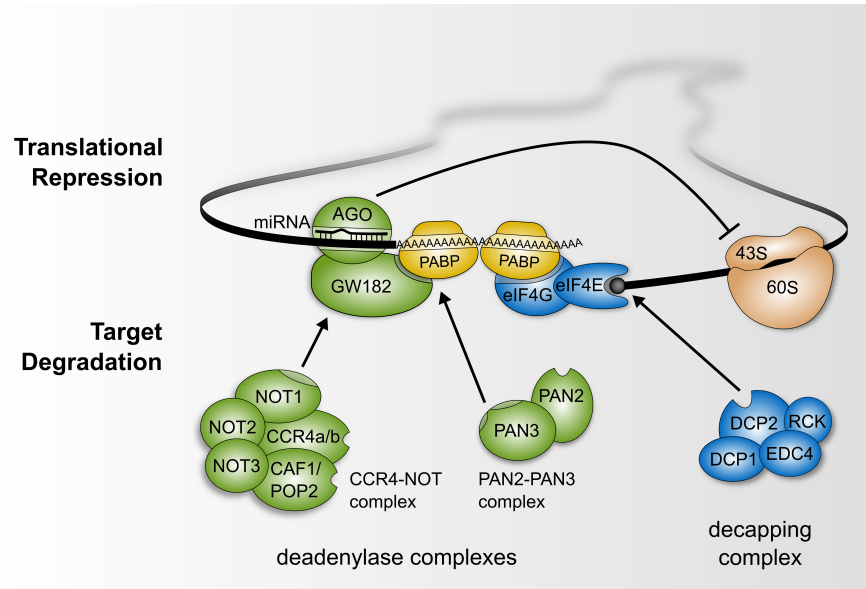 Translational
Repression
miRNA
AGO
AAAAAAAAAAAAAAAAAAAAAAAAA
PABP
PABP
GW182
eIF4G
eIF4E
43S
60S
Target
Degradation
NOT1
NOT2
CCR4a/b
NOT3
CAF1/
POP2
CCR4-NOT
complex
PAN2
PAN3
PAN2-PAN3
complex
DCP2
RCK
DCP1
EDC4
deadenylase complexes
decapping
complex